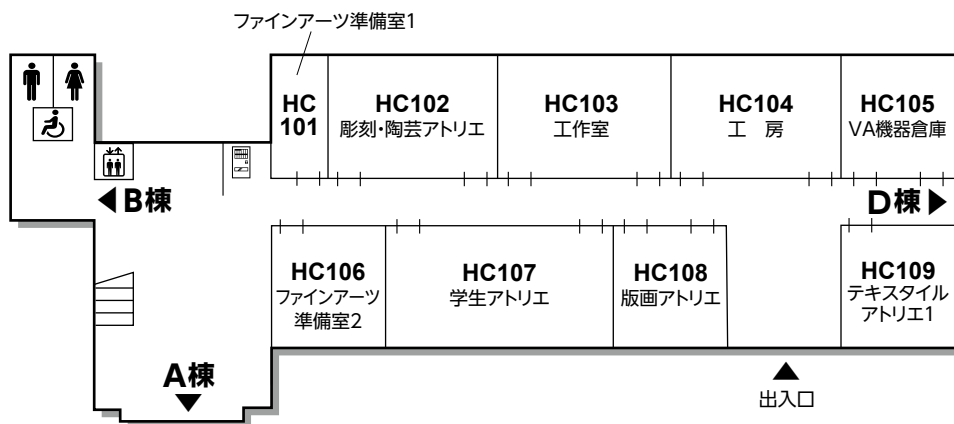 ファインアーツ準備室1
HC
101
HC102
彫刻・陶芸アトリエ
HC103
工作室
HC104
工　房
HC105
VA機器倉庫
◀B棟
D棟▶
HC106
ファインアーツ
準備室2
HC107
学生アトリエ
HC108
版画アトリエ
HC109
テキスタイル
アトリエ1
A棟
▼
▲
出入口